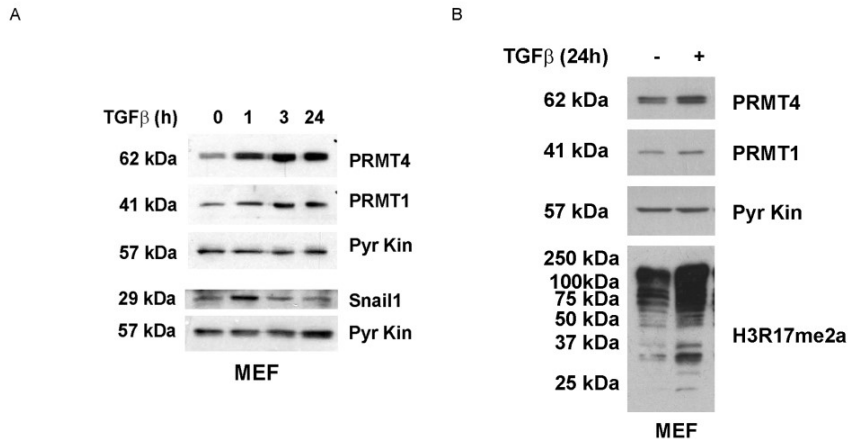 A
TGFβ (h) 0 1 3 24
62 kDa PRMT4
41 kDa PRMT1
57 kDa Pyr Kin
29 kDa Snail1
57 kDa Pyr Kin
MEF
B
TGFβ (24h) - +
62 kDa PRMT4
41 kDa PRMT1
57 kDa Pyr Kin
250 kDa
100kDa
75 kDa
50 kDa
37 kDa H3R17me2a
25 kDa
MEF